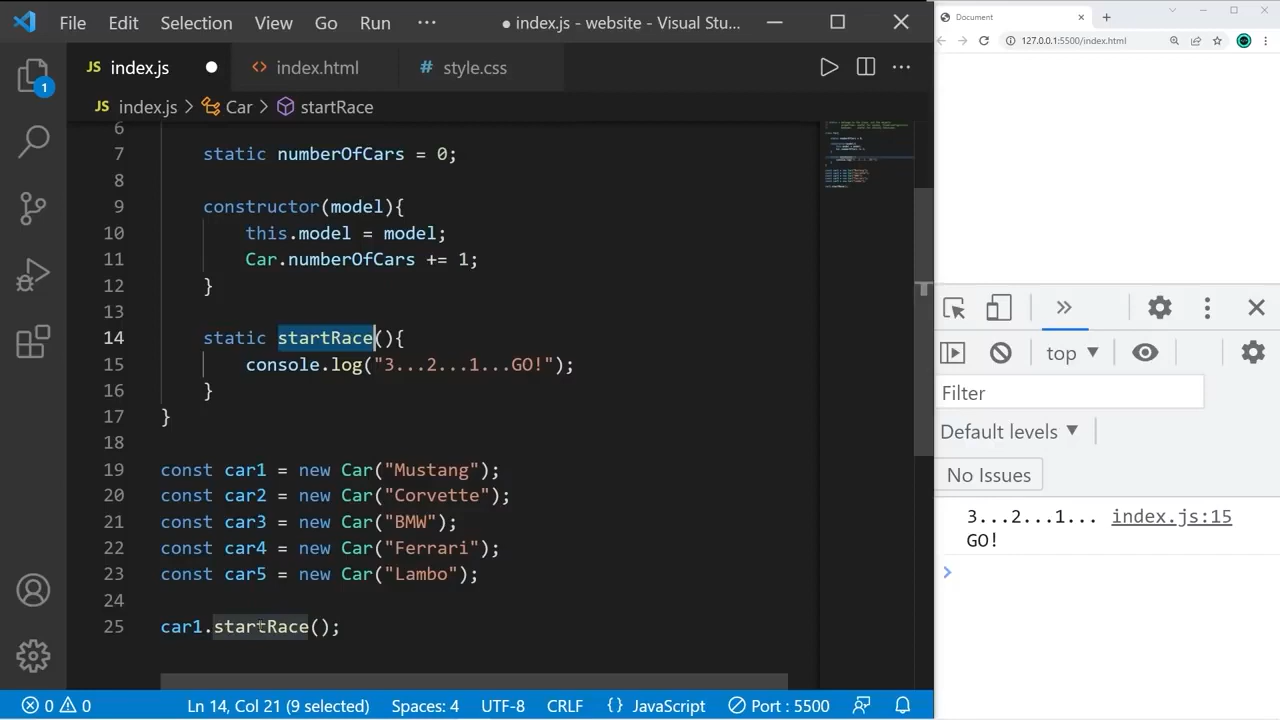 File Edit Selection View Go Run ··· ● index.js - website - Visual Stu...
JS index.js ● <> index.html # style.css
JS index.js > Car > startRace
6
7 static numberOfCars = 0;
8
9 constructor(model){
10 this.model = model;
11 Car.numberOfCars += 1;
12 }
13
14 static startRace(){
15 console.log("3...2...1...GO!");
16 }
17 }
18
19 const car1 = new Car("Mustang");
20 const car2 = new Car("Corvette");
21 const car3 = new Car("BMW");
22 const car4 = new Car("Ferrari");
23 const car5 = new Car("Lambo");
24
25 car1.startRace();
1
0 0 Ln 14, Col 21 (9 selected) Spaces: 4 UTF-8 CRLF {} JavaScript Port : 5500
Document
127.0.0.1:5500/index.html
top
Filter
Default levels
No Issues
3...2...1... index.js:15
GO!